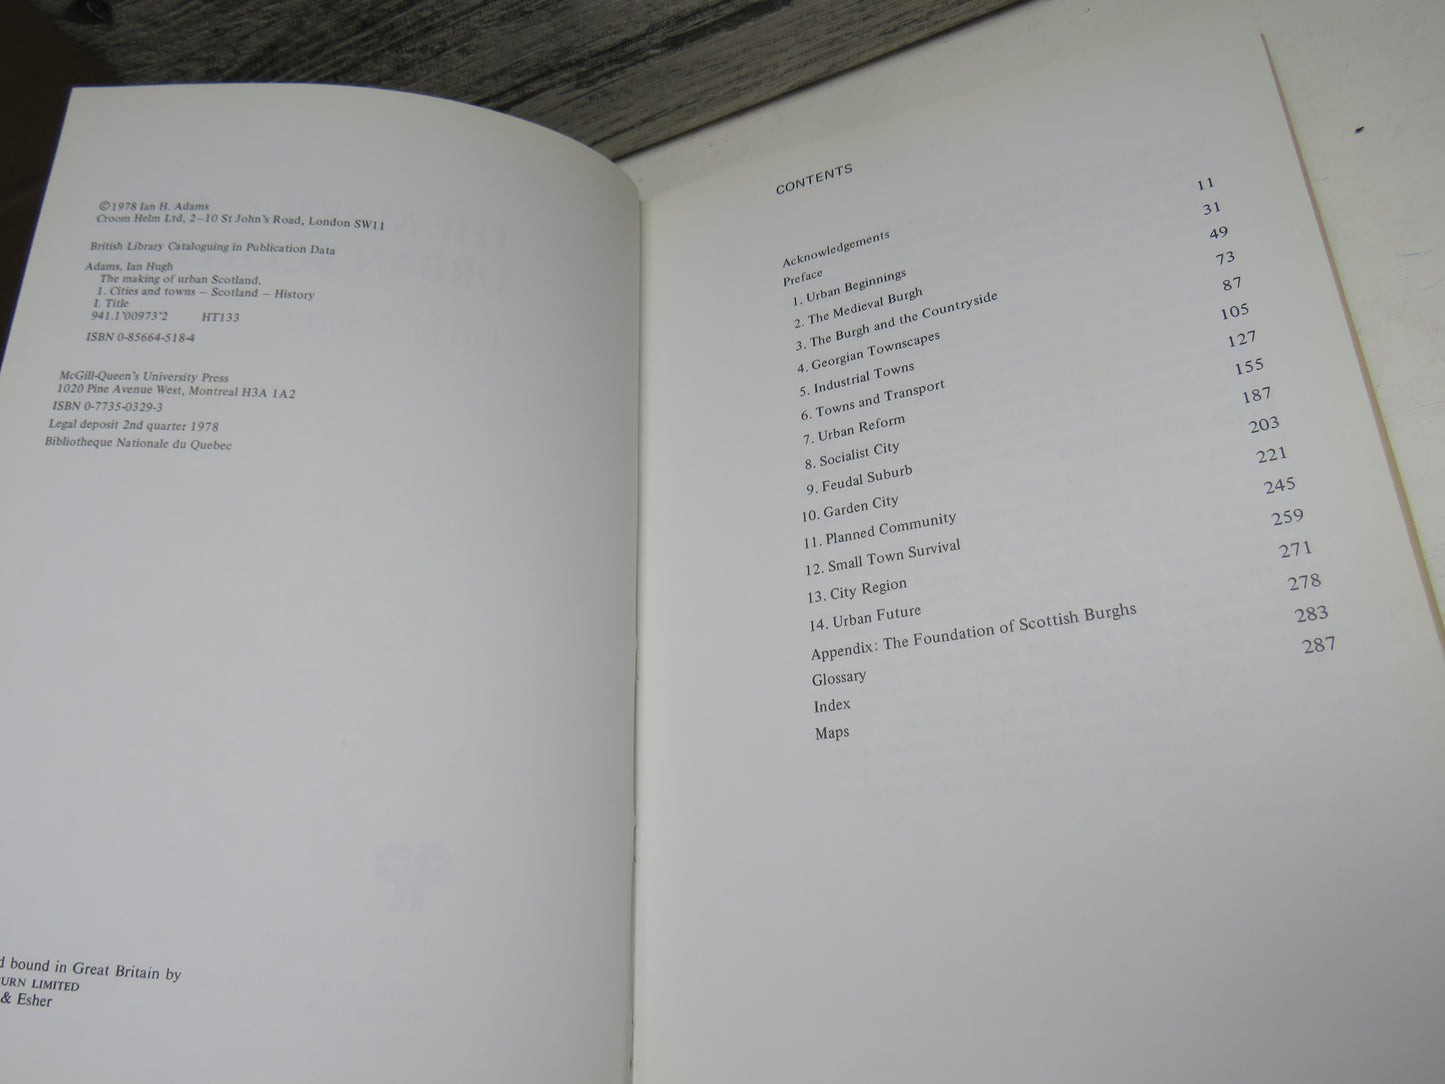 ©1978 Ian H. Adams
Croom Helm Ltd, 2–10 St John's Road, London SW11
British Library Cataloguing in Publication Data
Adams, Ian Hugh
The making of urban Scotland.
1. Cities and towns – Scotland – History
I. Title
941.1'00973'2 HT133
ISBN 0-85664-518-4
McGill-Queen's University Press
1020 Pine Avenue West, Montreal H3A 1A2
ISBN 0-7735-0329-3
Legal deposit 2nd quarter 1978
Bibliotheque Nationale du Quebec
d bound in Great Britain by
URN LIMITED
& Esher
CONTENTS
Acknowledgements
Preface
1. Urban Beginnings 11
2. The Medieval Burgh 31
3. The Burgh and the Countryside 49
4. Georgian Townscapes 73
5. Industrial Towns 87
6. Towns and Transport 105
7. Urban Reform 127
8. Socialist City 155
9. Feudal Suburb 187
10. Garden City 203
11. Planned Community 221
12. Small Town Survival 245
13. City Region 259
14. Urban Future 271
Appendix: The Foundation of Scottish Burghs 278
Glossary 283
Index 287
Maps